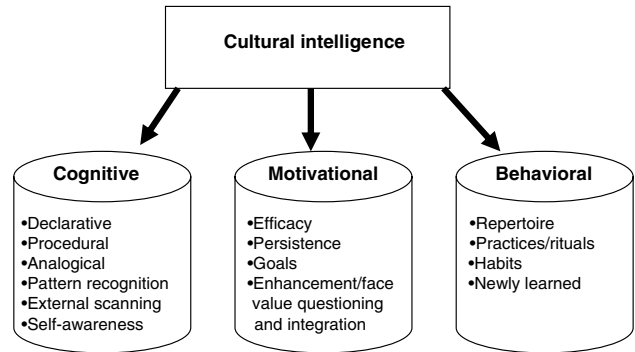 Cultural intelligence
Cognitive
•Declarative
•Procedural
•Analogical
•Pattern recognition
•External scanning
•Self-awareness
Motivational
•Efficacy
•Persistence
•Goals
•Enhancement/face
value questioning
and integration
Behavioral
•Repertoire
•Practices/rituals
•Habits
•Newly learned